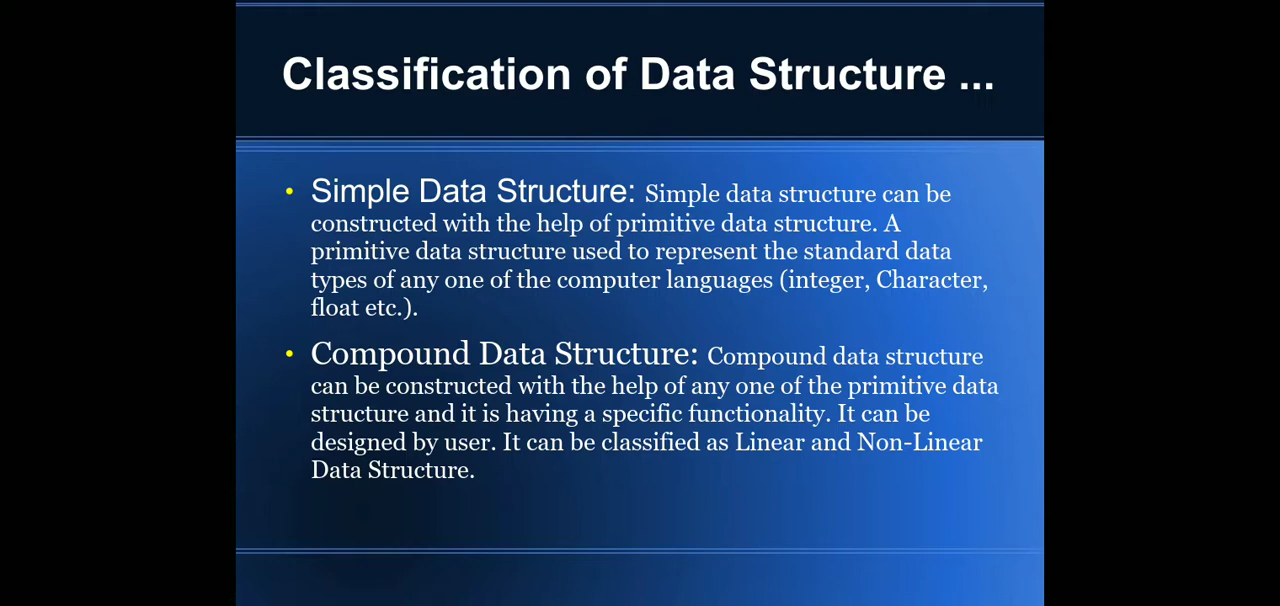 Classification of Data Structure ...
• Simple Data Structure: Simple data structure can be
constructed with the help of primitive data structure. A
primitive data structure used to represent the standard data
types of any one of the computer languages (integer, Character,
float etc.).
• Compound Data Structure: Compound data structure
can be constructed with the help of any one of the primitive data
structure and it is having a specific functionality. It can be
designed by user. It can be classified as Linear and Non-Linear
Data Structure.